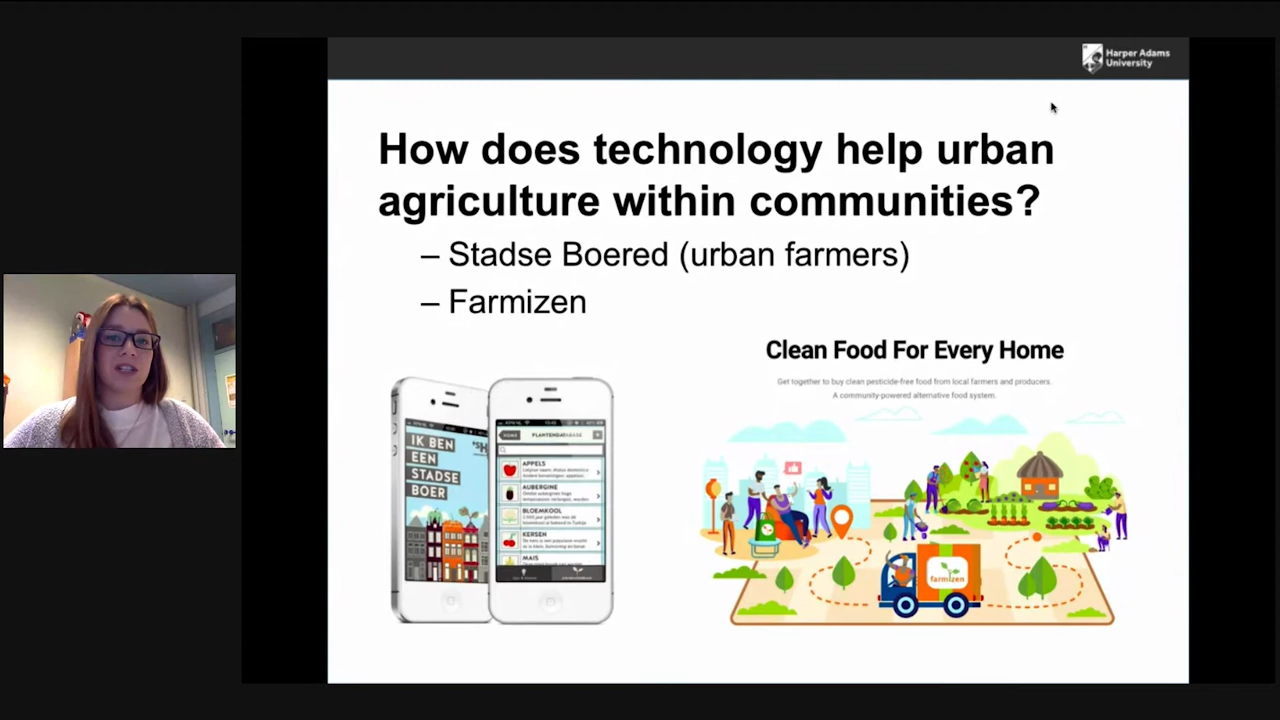 Harper Adams
University
How does technology help urban
agriculture within communities?
– Stadse Boered (urban farmers)
– Farmizen
Clean Food For Every Home
Get together to buy clean pesticide-free food from local farmers and producers.
A community-powered alternative food system.
IK BEN
EEN
STADSE
BOER
HOME
PLANTENDATABASE
APPELS
AUBERGINE
BLOEMKOOL
KERSEN
MAIS
farmizen